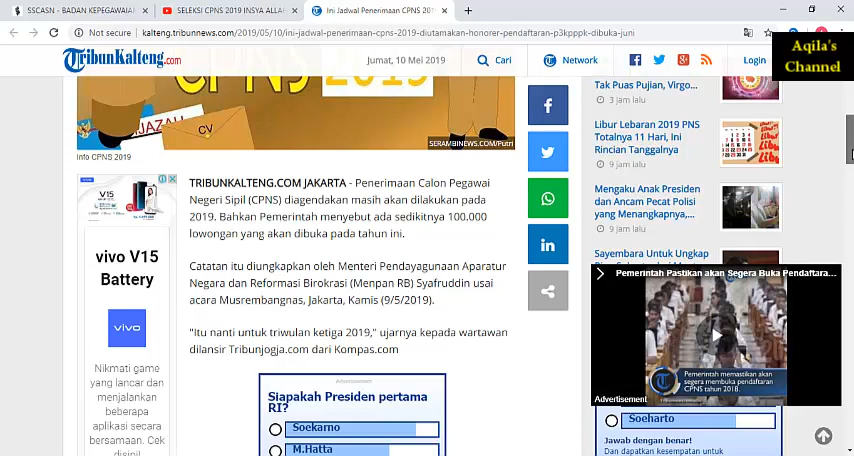 SSCASN - BADAN KEPEGAWAIAN
SELEKSI CPNS 2019 INSYA ALLAH
Ini Jadwal Penerimaan CPNS 201
Not secure
kalteng.tribunnews.com/2019/05/10/ini-jadwal-penerimaan-cpns-2019-diutamakan-honorer-pendaftaran-p3kpppk-dibuka-juni
Aqila's
Channel
TribunKalteng.com
Jumat, 10 Mei 2019
Cari
Network
Login
CPNS 2019
IJAZAH
CV
SERAMBINEWS.COM/Putri
Info CPNS 2019
vivo V15
Battery
vivo
Nikmati game
yang lancar dan
menjalankan
beberapa
aplikasi secara
bersamaan. Cek
disini!
TRIBUNKALTENG.COM JAKARTA - Penerimaan Calon Pegawai
Negeri Sipil (CPNS) diagendakan masih akan dilakukan pada
2019. Bahkan Pemerintah menyebut ada sedikitnya 100.000
lowongan yang akan dibuka pada tahun ini.
Catatan itu diungkapkan oleh Menteri Pendayagunaan Aparatur
Negara dan Reformasi Birokrasi (Menpan RB) Syafruddin usai
acara Musrembangnas, Jakarta, Kamis (9/5/2019).
"Itu nanti untuk triwulan ketiga 2019," ujarnya kepada wartawan
dilansir Tribunjogja.com dari Kompas.com
Advertisement
Siapakah Presiden pertama
RI?
Soekarno
M.Hatta
Tak Puas Pujian, Virgo...
3 jam lalu
Libur Lebaran 2019 PNS
Totalnya 11 Hari, Ini
Rincian Tanggalnya
9 jam lalu
Mengaku Anak Presiden
dan Ancam Pecat Polisi
yang Menangkapnya,...
9 jam lalu
Sayembara Untuk Ungkap
Pemerintah Pastikan akan Segera Buka Pendaftara...
Pemerintah memastikan akan
segera membuka pendaftaran
CPNS tahun 2018.
Advertisement
Soeharto
Jawab dengan benar!
Dan dapatkan kesempatan untuk